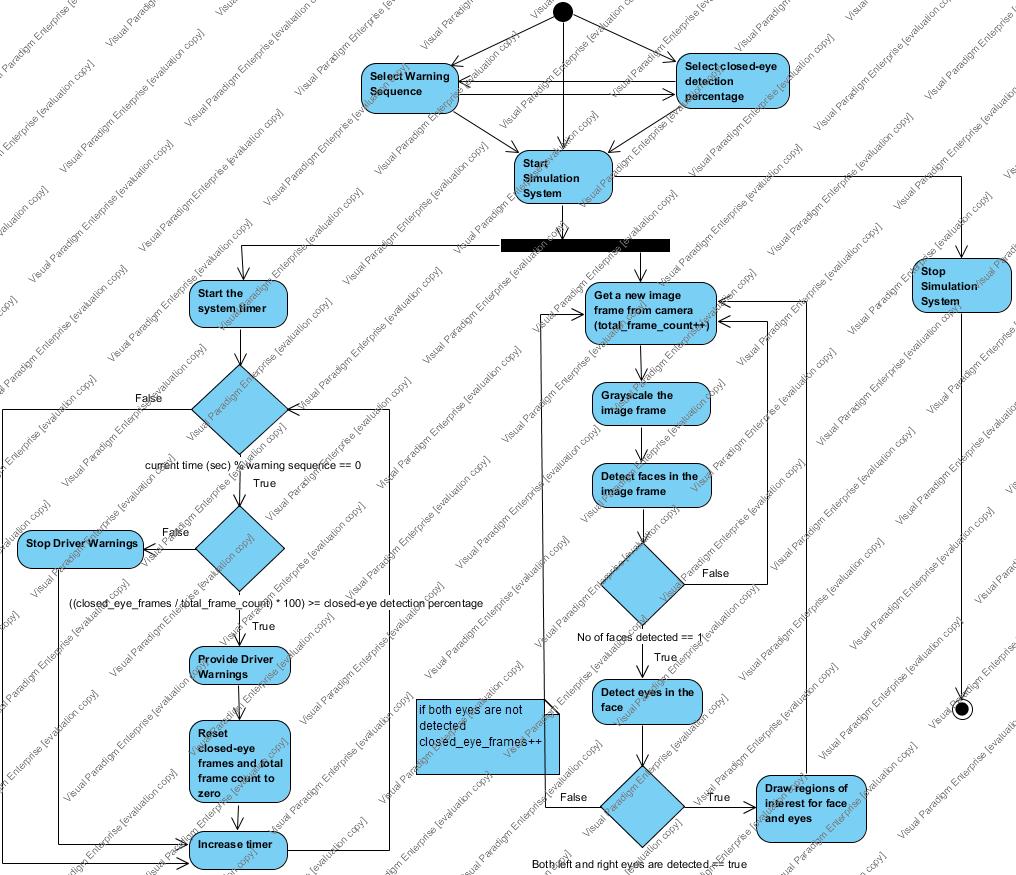 Select Warning
Sequence
Select closed-eye
detection
percentage
Start
Simulation
System
Stop
Simulation
System
Start the
system timer
Get a new image
frame from camera
(total_frame_count++)
Grayscale the
image frame
False
current time (sec) % warning sequence == 0
True
Detect faces in the
image frame
False
Stop Driver Warnings
False
((closed_eye_frames / total_frame_count) * 100) >= closed-eye detection percentage
True
No of faces detected == 1
True
Provide Driver
Warnings
Detect eyes in the
face
if both eyes are not
detected
closed_eye_frames++
Reset
closed-eye
frames and total
frame count to
zero
False
True
Draw regions of
interest for face
and eyes
Increase timer
Both left and right eyes are detected == true
Visual Paradigm Enterprise [evaluation copy]